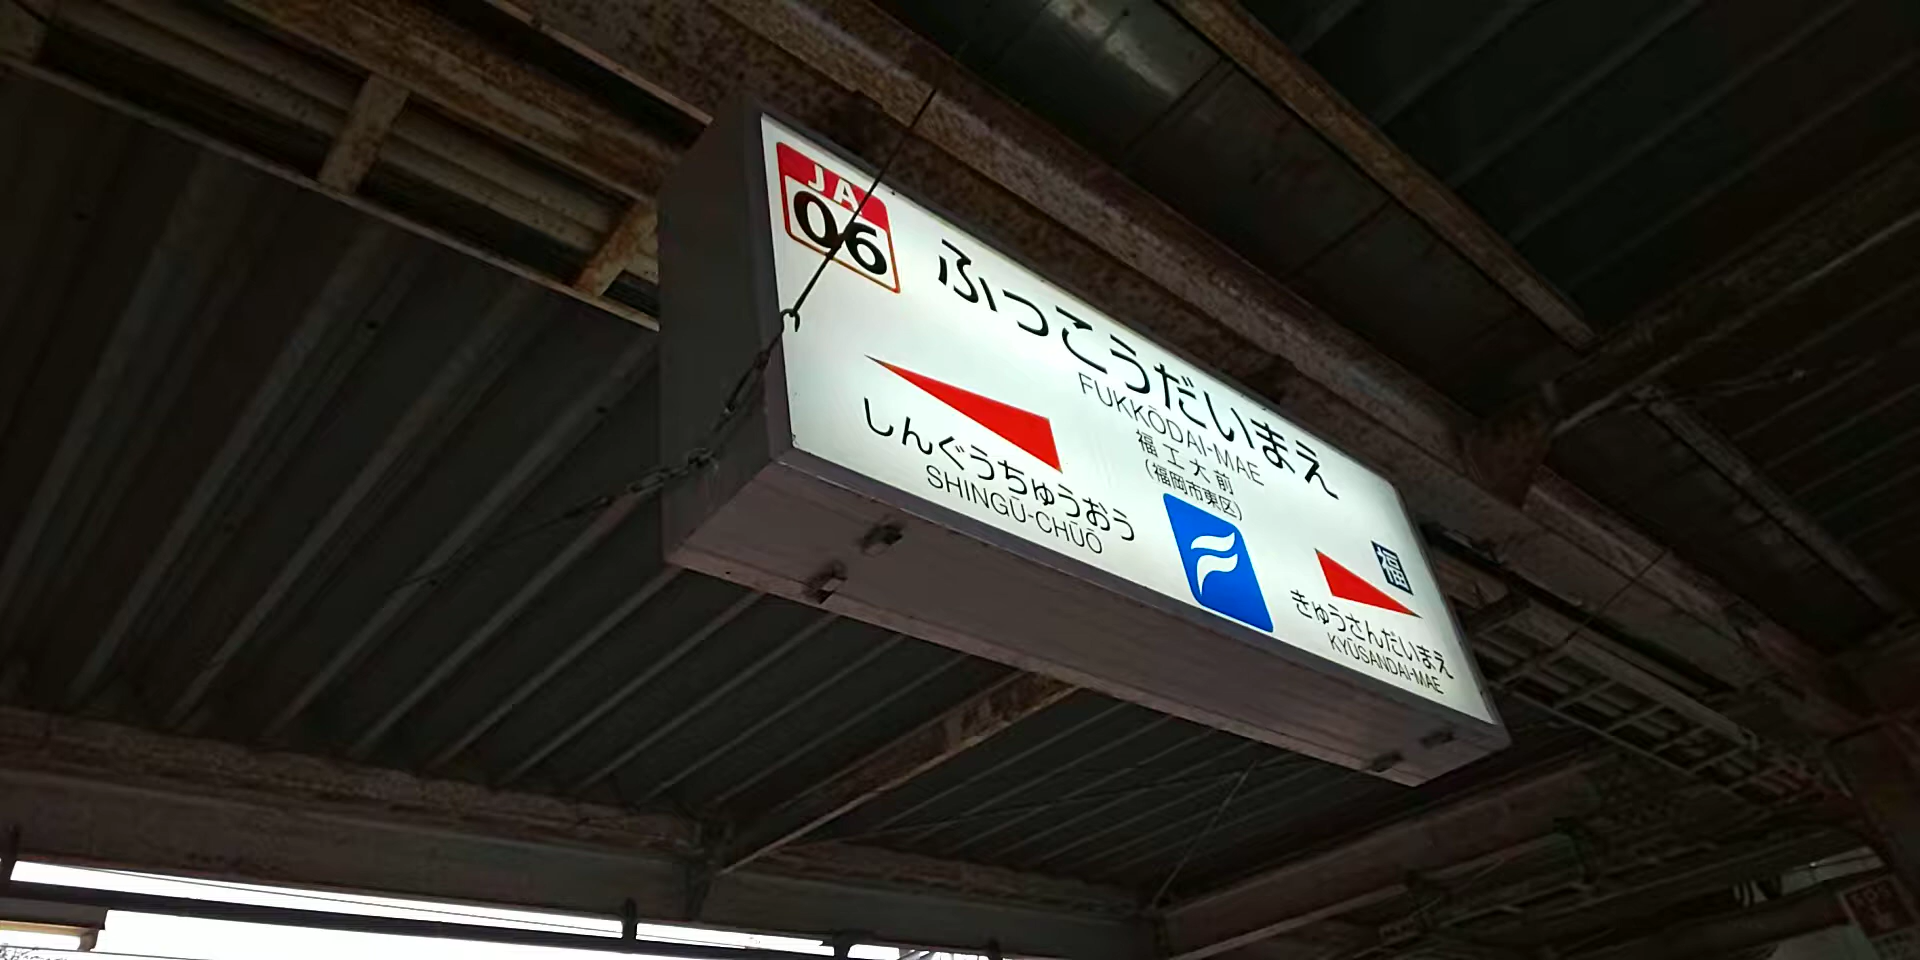 JA
06
ふっこうだいまえ
FUKKŌDAI-MAE
福工大前
(福岡市東区)
しんぐうちゅうおう
SHINGŪ-CHŪŌ
福
きゅうさんだいまえ
KYŪSANDAI-MAE